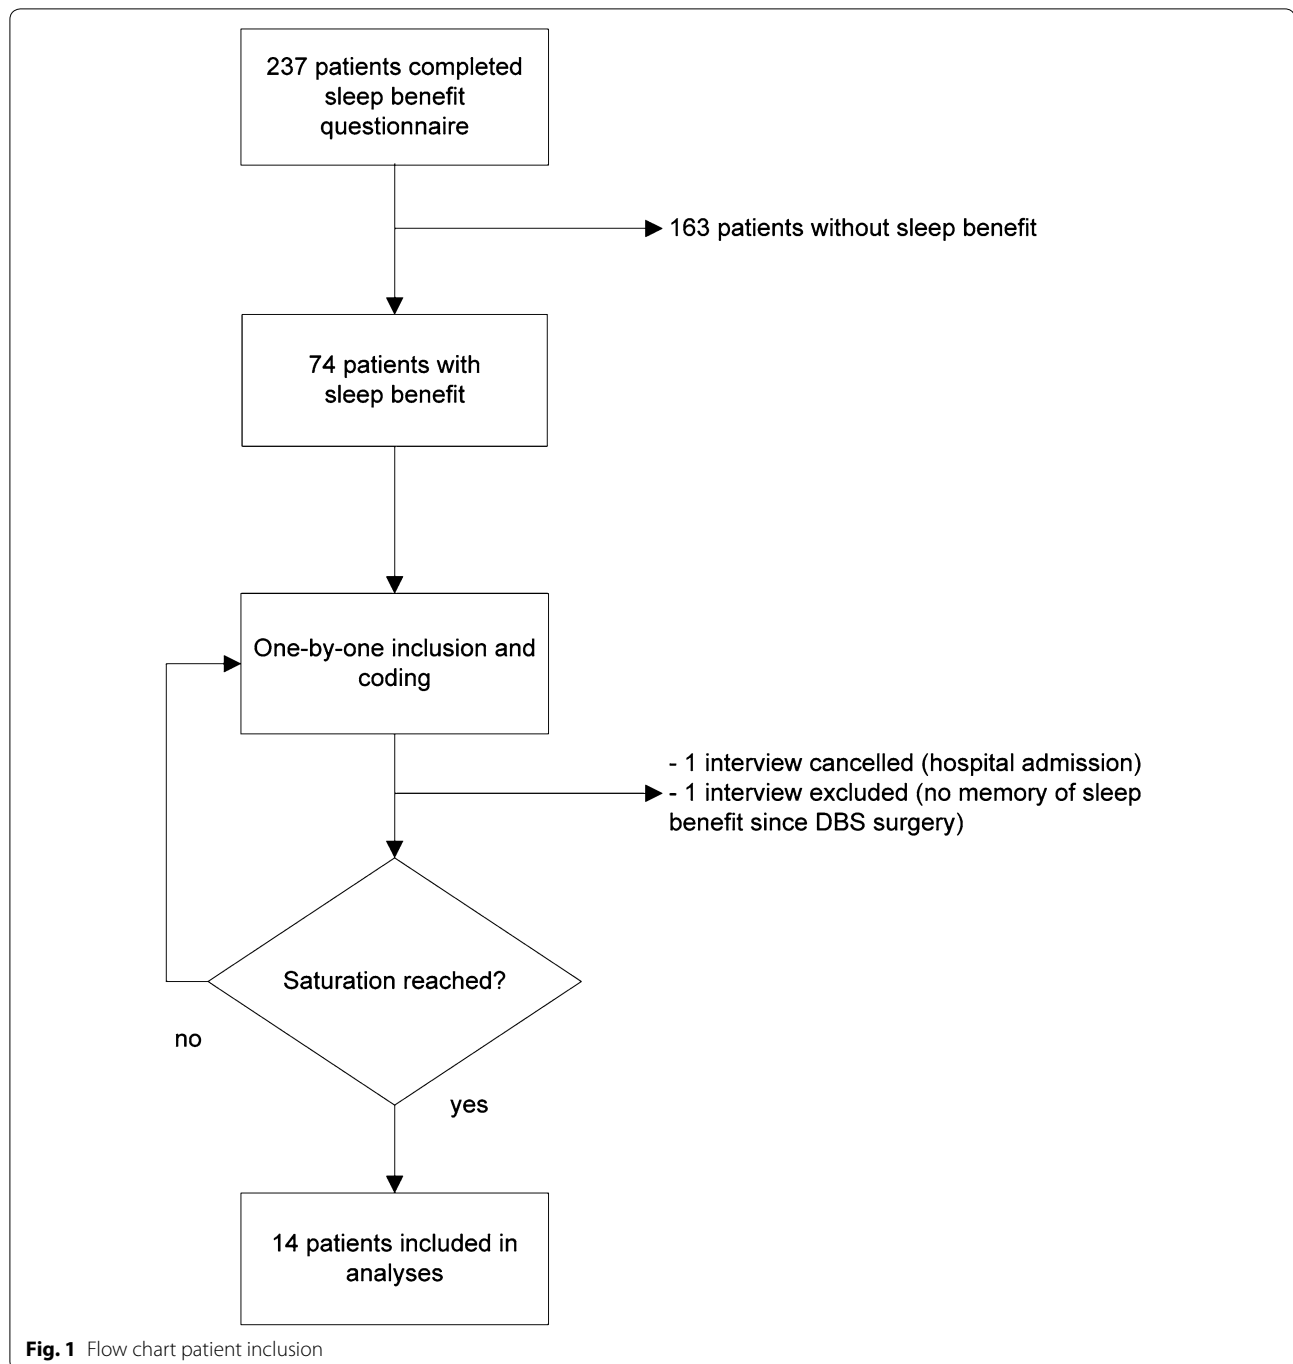 237 patients completed
sleep benefit
questionnaire
163 patients without sleep benefit
74 patients with
sleep benefit
One-by-one inclusion and
coding
- 1 interview cancelled (hospital admission)
- 1 interview excluded (no memory of sleep
benefit since DBS surgery)
Saturation reached?
no
yes
14 patients included in
analyses
Fig. 1 Flow chart patient inclusion